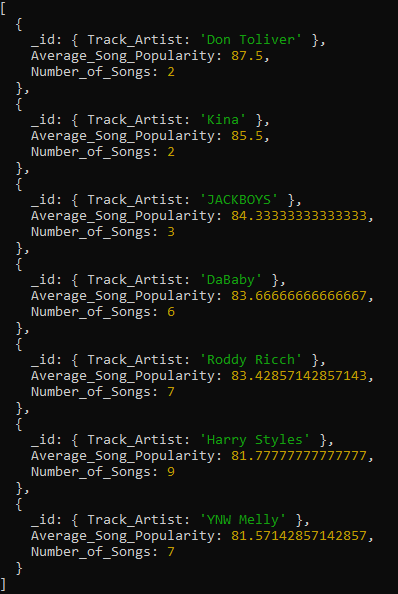 [
  {
    _id: { Track_Artist: 'Don Toliver' },
    Average_Song_Popularity: 87.5,
    Number_of_Songs: 2
  },
  {
    _id: { Track_Artist: 'Kina' },
    Average_Song_Popularity: 85.5,
    Number_of_Songs: 2
  },
  {
    _id: { Track_Artist: 'JACKBOYS' },
    Average_Song_Popularity: 84.33333333333333,
    Number_of_Songs: 3
  },
  {
    _id: { Track_Artist: 'DaBaby' },
    Average_Song_Popularity: 83.66666666666667,
    Number_of_Songs: 6
  },
  {
    _id: { Track_Artist: 'Roddy Ricch' },
    Average_Song_Popularity: 83.42857142857143,
    Number_of_Songs: 7
  },
  {
    _id: { Track_Artist: 'Harry Styles' },
    Average_Song_Popularity: 81.77777777777777,
    Number_of_Songs: 9
  },
  {
    _id: { Track_Artist: 'YNW Melly' },
    Average_Song_Popularity: 81.57142857142857,
    Number_of_Songs: 7
  }
]